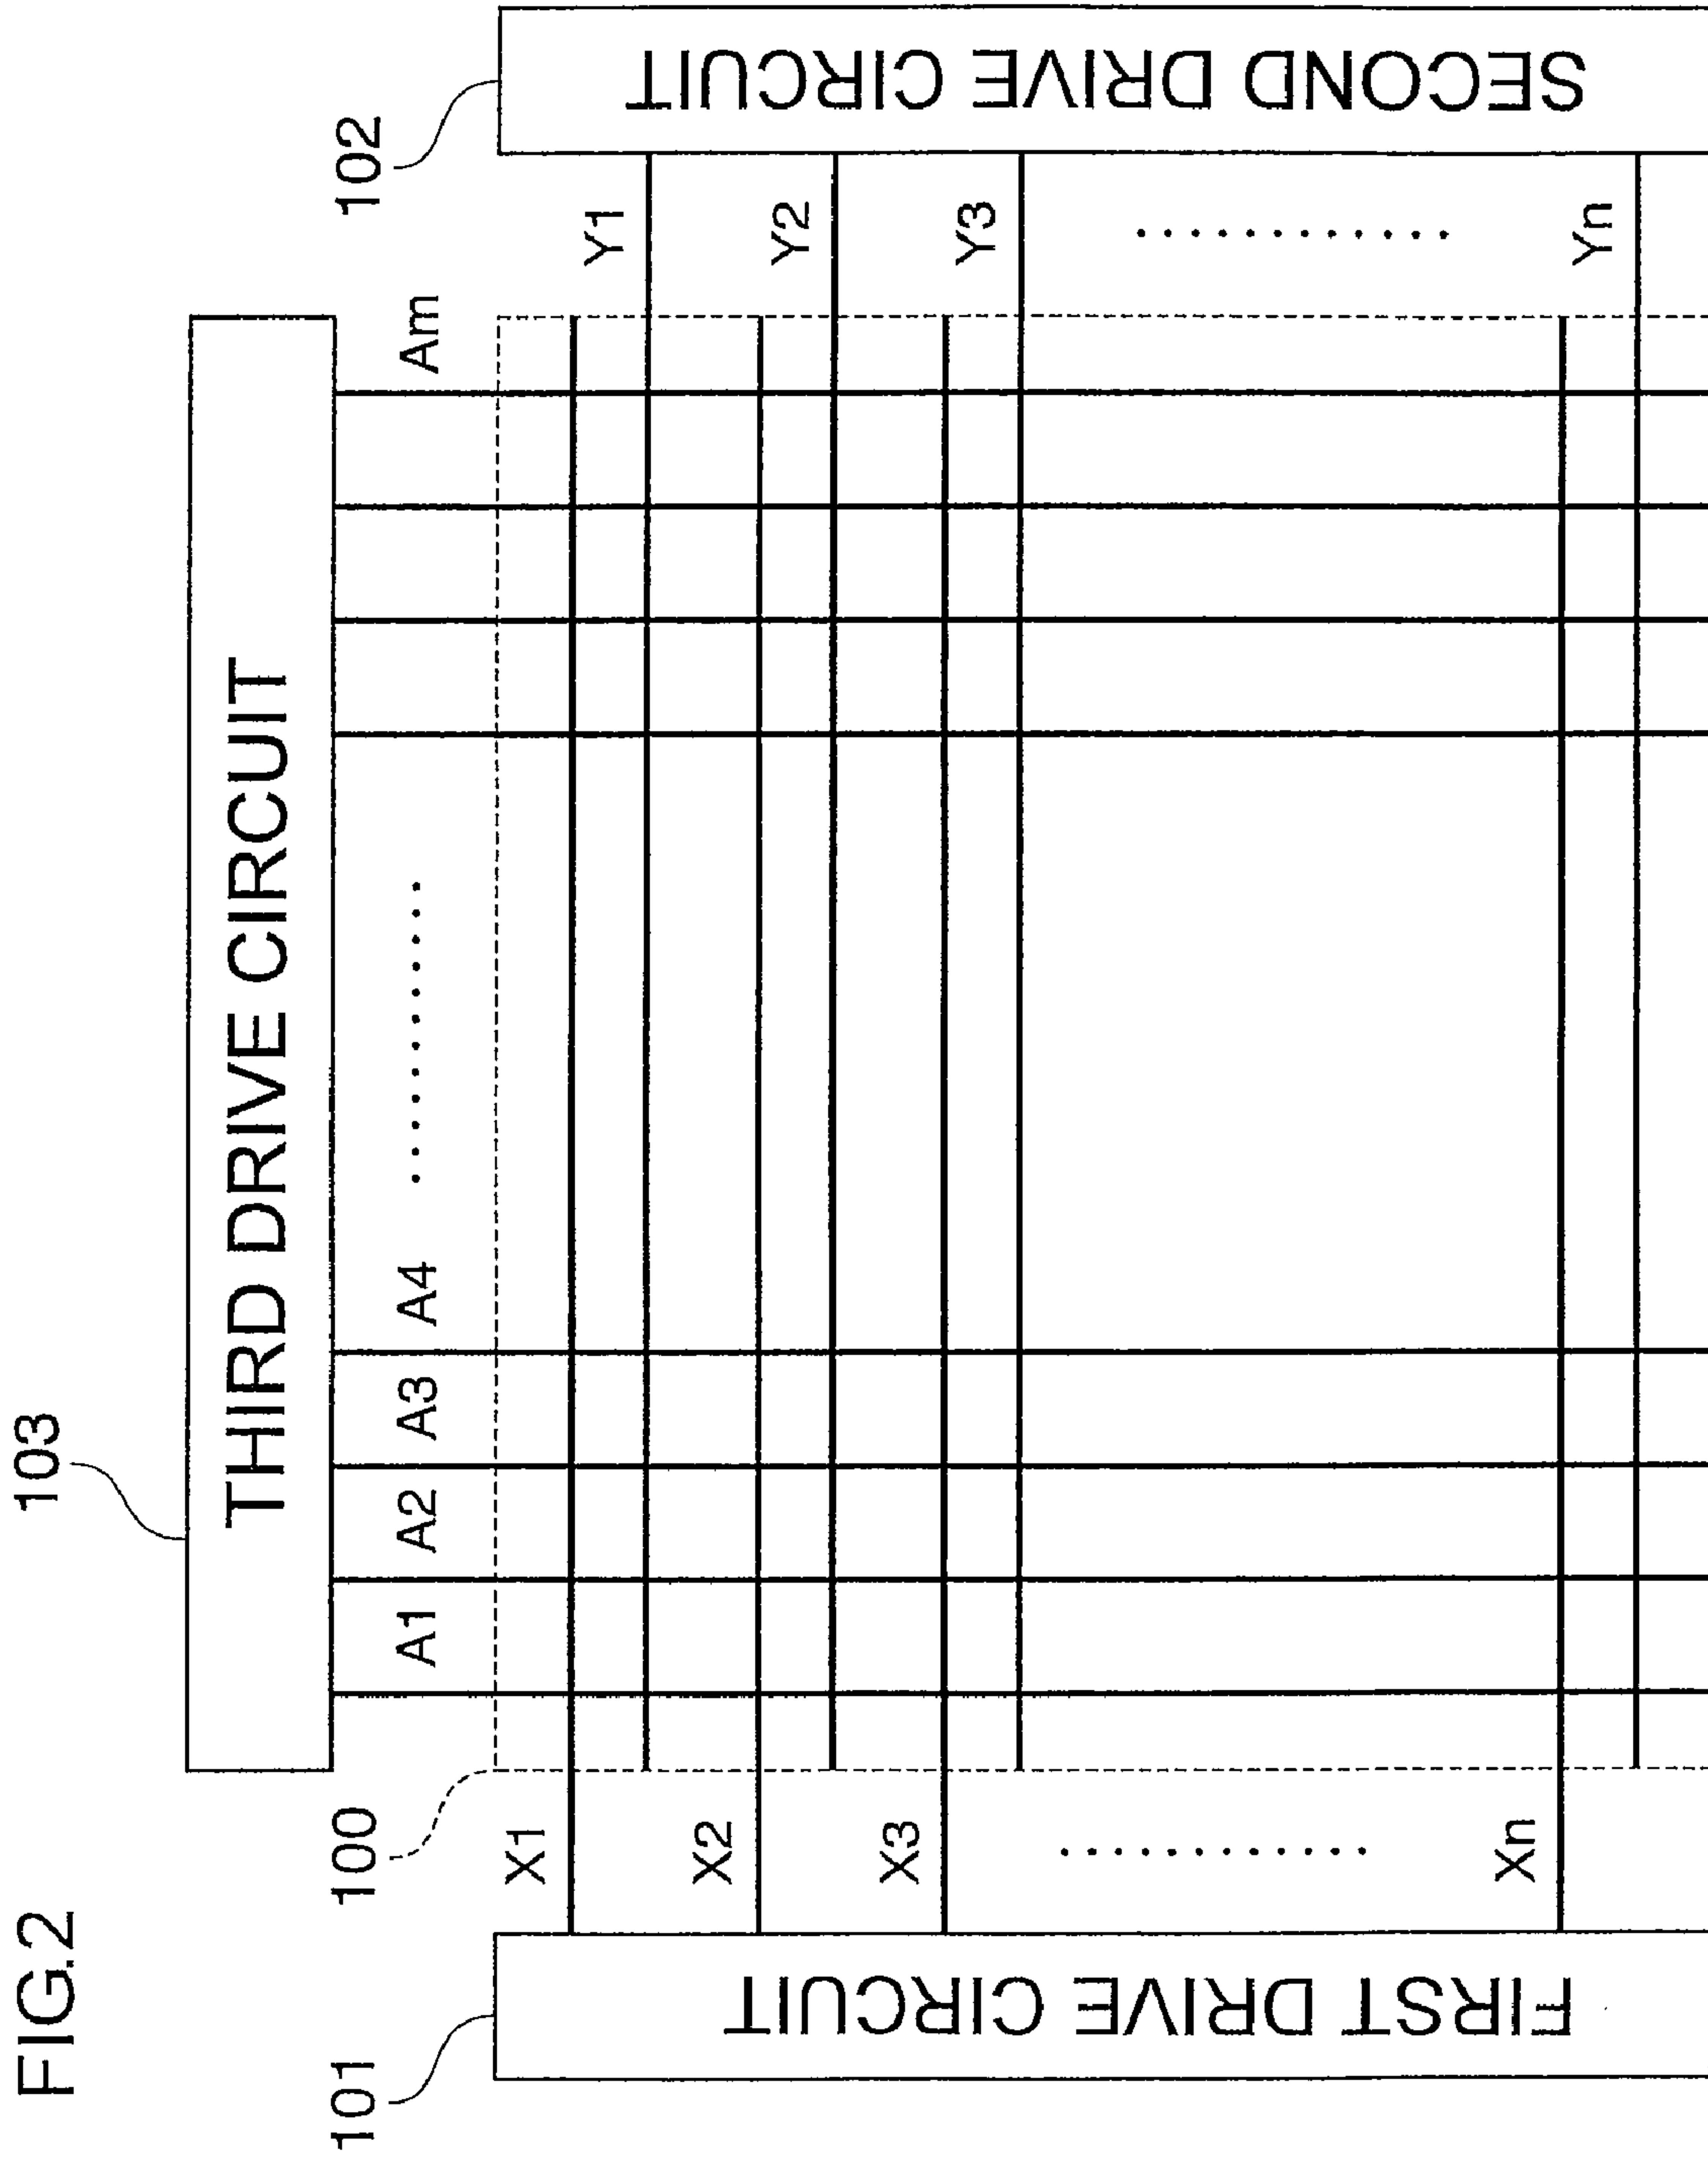 FIG.2
103
THIRD DRIVE CIRCUIT
101
100
102
A1 A2 A3 A4 ............ Am
X1
Y1
X2
Y2
X3
Y3
............
............
Xn
Yn
FIRST DRIVE CIRCUIT
SECOND DRIVE CIRCUIT